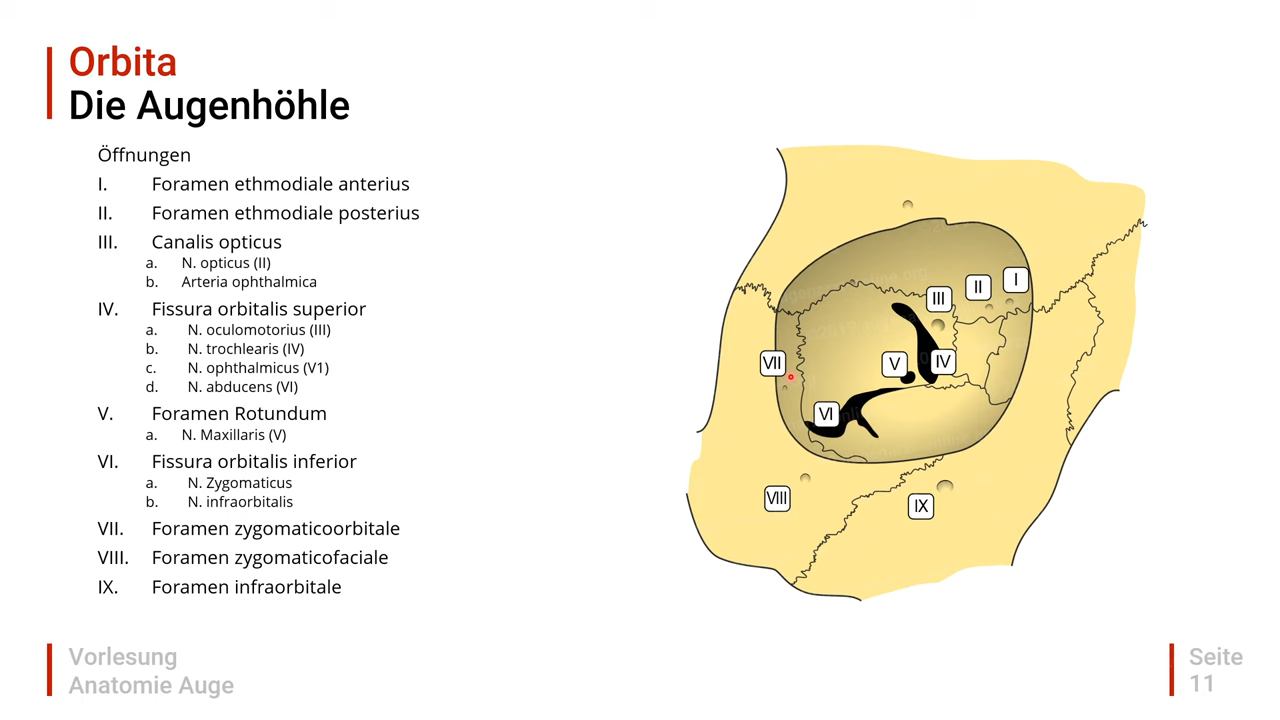 Orbita
Die Augenhöhle
Öffnungen
I. Foramen ethmodiale anterius
II. Foramen ethmodiale posterius
III. Canalis opticus
a. N. opticus (II)
b. Arteria ophthalmica
IV. Fissura orbitalis superior
a. N. oculomotorius (III)
b. N. trochlearis (IV)
c. N. ophthalmicus (V1)
d. N. abducens (VI)
V. Foramen Rotundum
a. N. Maxillaris (V)
VI. Fissura orbitalis inferior
a. N. Zygomaticus
b. N. infraorbitalis
VII. Foramen zygomaticoorbitale
VIII. Foramen zygomaticofaciale
IX. Foramen infraorbitale
I
II
III
VII
V
IV
VI
VIII
IX
Vorlesung
Anatomie Auge
Seite
11